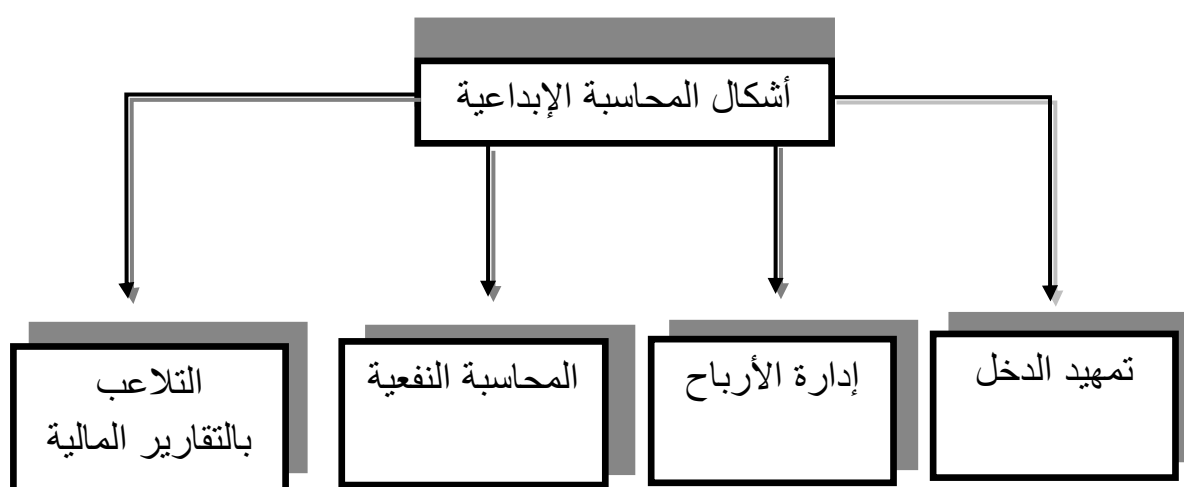 أشكال المحاسبة الإبداعية
تمهيد الدخل
إدارة الأرباح
المحاسبة النفعية
التلاعب
بالتقارير المالية